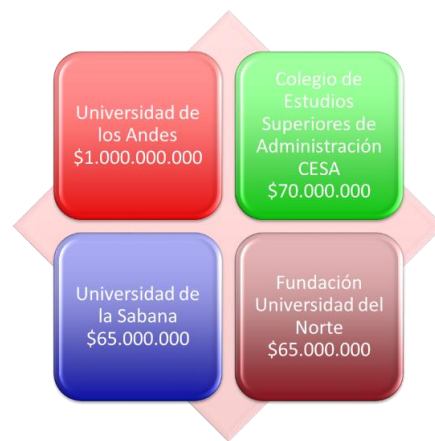 Universidad de
los Andes
$1.000.000.000
Colegio de
Estudios
Superiores de
Administración
CESA
$70.000.000
Universidad de
la Sabana
$65.000.000
Fundación
Universidad del
Norte
$65.000.000